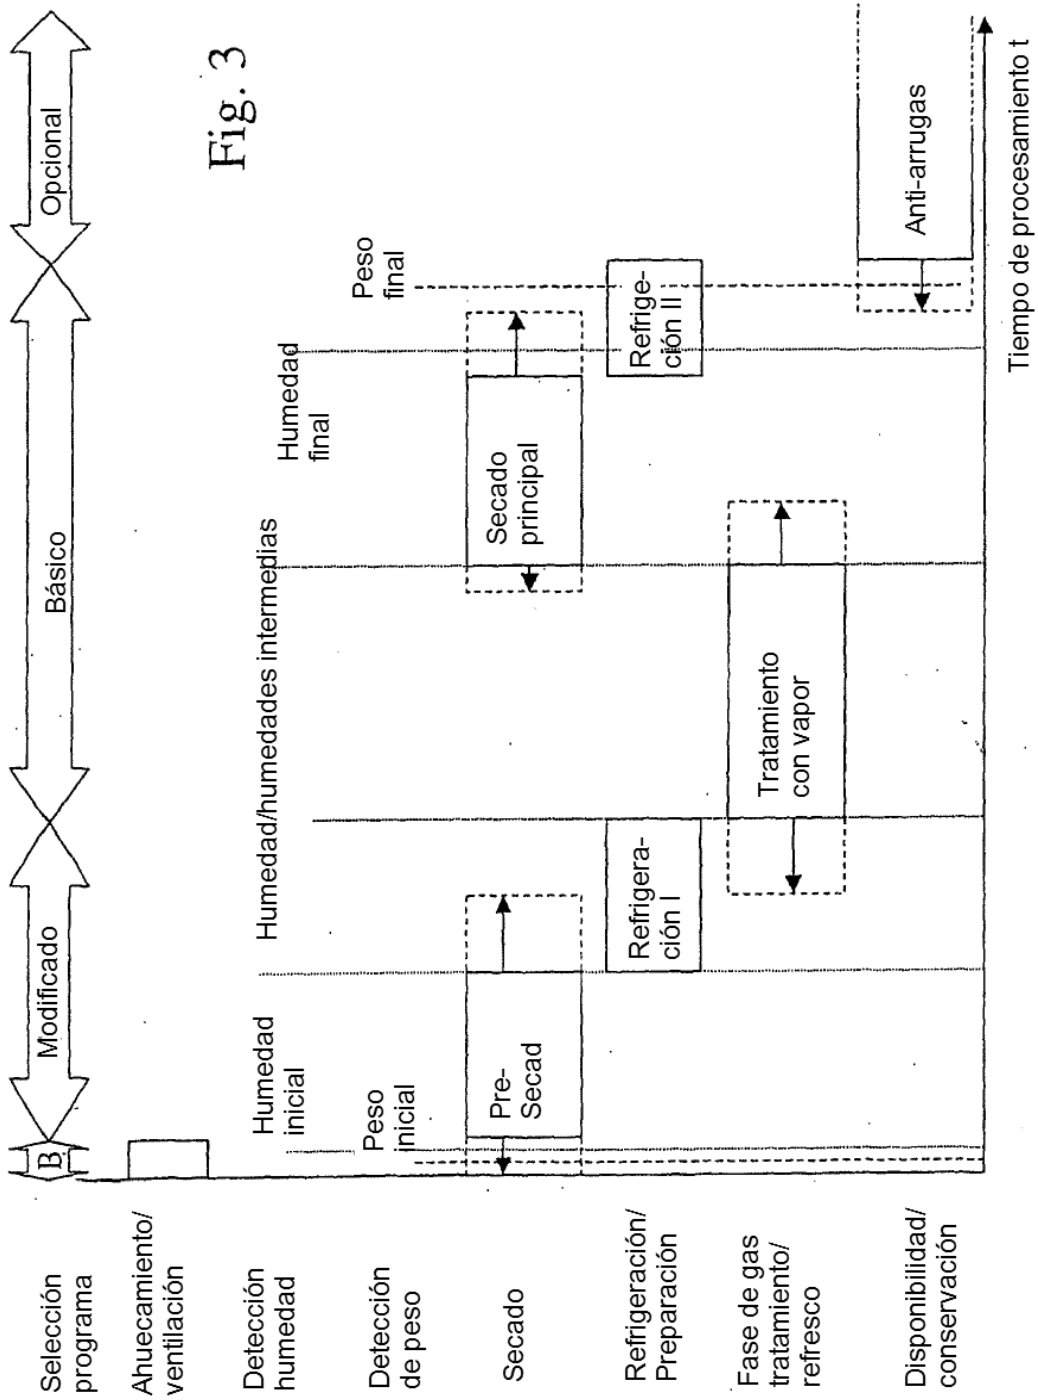 Fig. 3
Selección
programa
B
Modificado
Básico
Opcional
Ahuecamiento/
ventilación
Detección
humedad
Humedad
inicial
Humedad/humedades intermedias
Humedad
final
Detección
de peso
Peso
inicial
Peso
final
Secado
Pre-
Secad
Secado
principal
Refrigeración/
Preparación
Refrigera-
ción I
Refrige-
ción II
Fase de gas
tratamiento/
refresco
Tratamiento
con vapor
Disponibilidad/
conservación
Anti-arrugas
Tiempo de procesamiento t